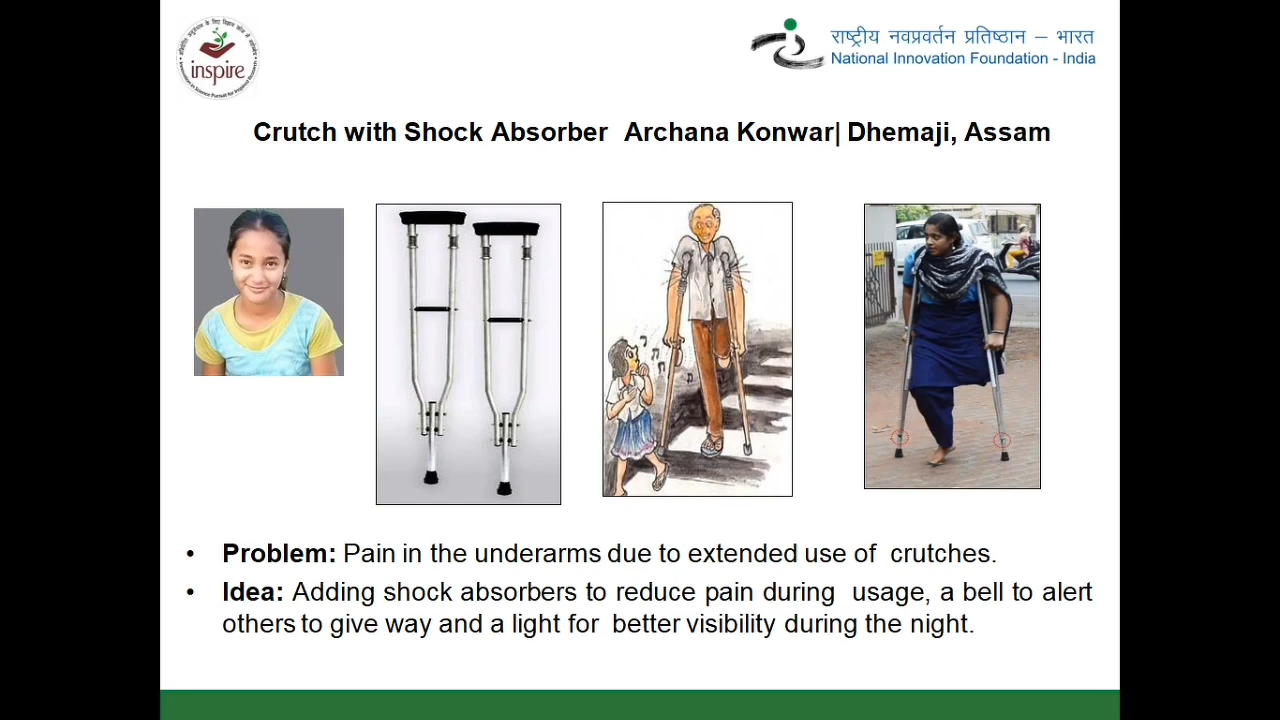 inspire
राष्ट्रीय नवप्रवर्तन प्रतिष्ठान – भारत
National Innovation Foundation - India
Crutch with Shock Absorber Archana Konwar| Dhemaji, Assam
• Problem: Pain in the underarms due to extended use of crutches.
• Idea: Adding shock absorbers to reduce pain during usage, a bell to alert
others to give way and a light for better visibility during the night.